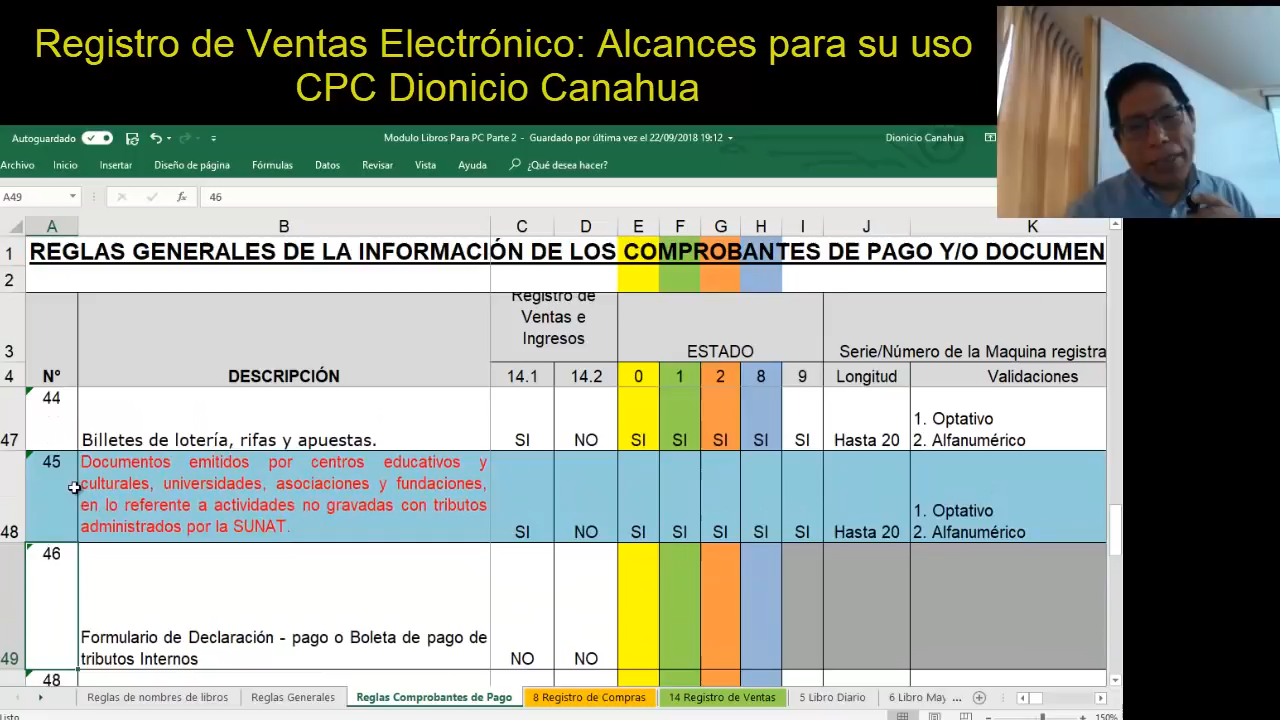 Registro de Ventas Electrónico: Alcances para su uso
CPC Dionicio Canahua
Autoguardado
Modulo Libros Para PC Parte 2 - Guardado por última vez el 22/09/2018 19:12
Dionicio Canahua
Archivo Inicio Insertar Diseño de página Fórmulas Datos Revisar Vista Ayuda ¿Qué desea hacer?
A49 fx 46
A B C D E F G H I J K
1 REGLAS GENERALES DE LA INFORMACIÓN DE LOS COMPROBANTES DE PAGO Y/O DOCUMEN
2
Registro de
Ventas e
Ingresos
3 ESTADO Serie/Número de la Maquina registra
4 Nº DESCRIPCIÓN 14.1 14.2 0 1 2 8 9 Longitud Validaciones
44
1. Optativo
47 Billetes de lotería, rifas y apuestas. SI NO SI SI SI SI SI Hasta 20 2. Alfanumérico
45 Documentos emitidos por centros educativos y
culturales, universidades, asociaciones y fundaciones,
en lo referente a actividades no gravadas con tributos 1. Optativo
48 administrados por la SUNAT. SI NO SI SI SI SI SI Hasta 20 2. Alfanumérico
46
Formulario de Declaración - pago o Boleta de pago de
49 tributos Internos NO NO
48
Reglas de nombres de libros Reglas Generales Reglas Comprobantes de Pago 8 Registro de Compras 14 Registro de Ventas 5 Libro Diario 6 Libro May ...
Listo 150%